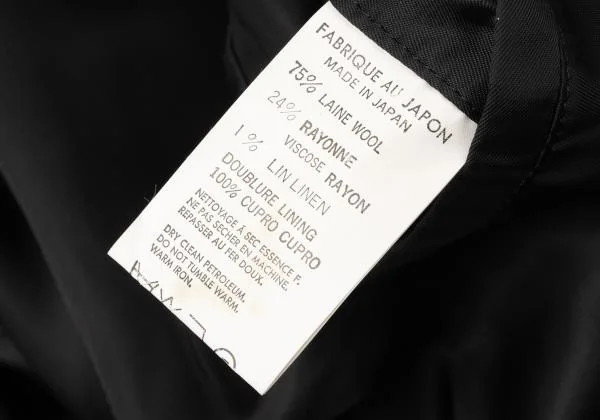 FABRIQUE AU JAPON
MADE IN JAPAN
75% LAINE WOOL
24% RAYONNE
VISCOSE RAYON
1% LIN LINEN
DOUBLURE LINING
100% CUPRO CUPRO
NETTOYAGE À SEC ESSENCE F.
NE PAS SECHER EN MACHINE.
REPASSER AU FER DOUX.
DRY CLEAN PETROLEUM.
DO NOT TUMBLE WARM.
WARM IRON.